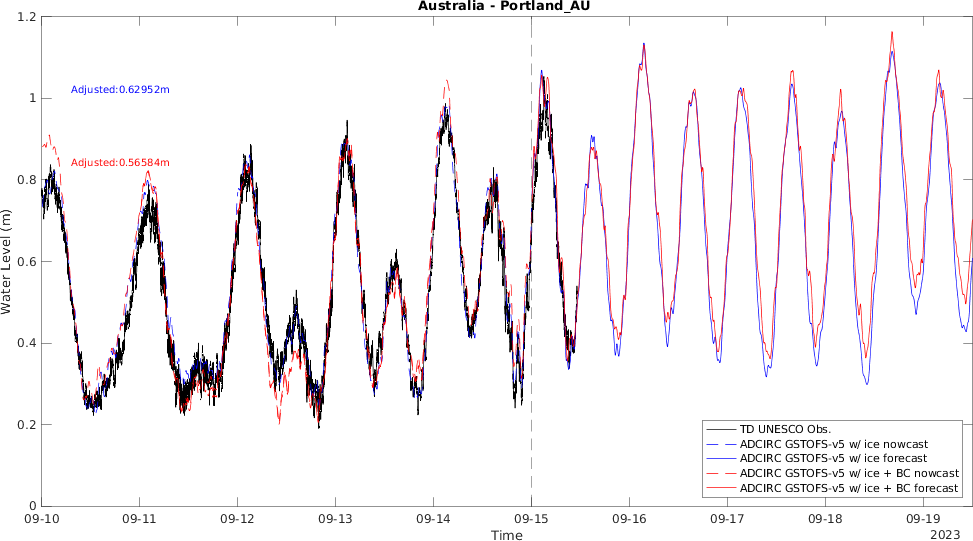 Australia - Portland_AU
Water Level (m)
1.2
1
0.8
0.6
0.4
0.2
0
Adjusted:0.62952m
Adjusted:0.56584m
TD UNESCO Obs.
ADCIRC GSTOFS-v5 w/ ice nowcast
ADCIRC GSTOFS-v5 w/ ice forecast
ADCIRC GSTOFS-v5 w/ ice + BC nowcast
ADCIRC GSTOFS-v5 w/ ice + BC forecast
09-10 09-11 09-12 09-13 09-14 09-15 09-16 09-17 09-18 09-19
Time
2023